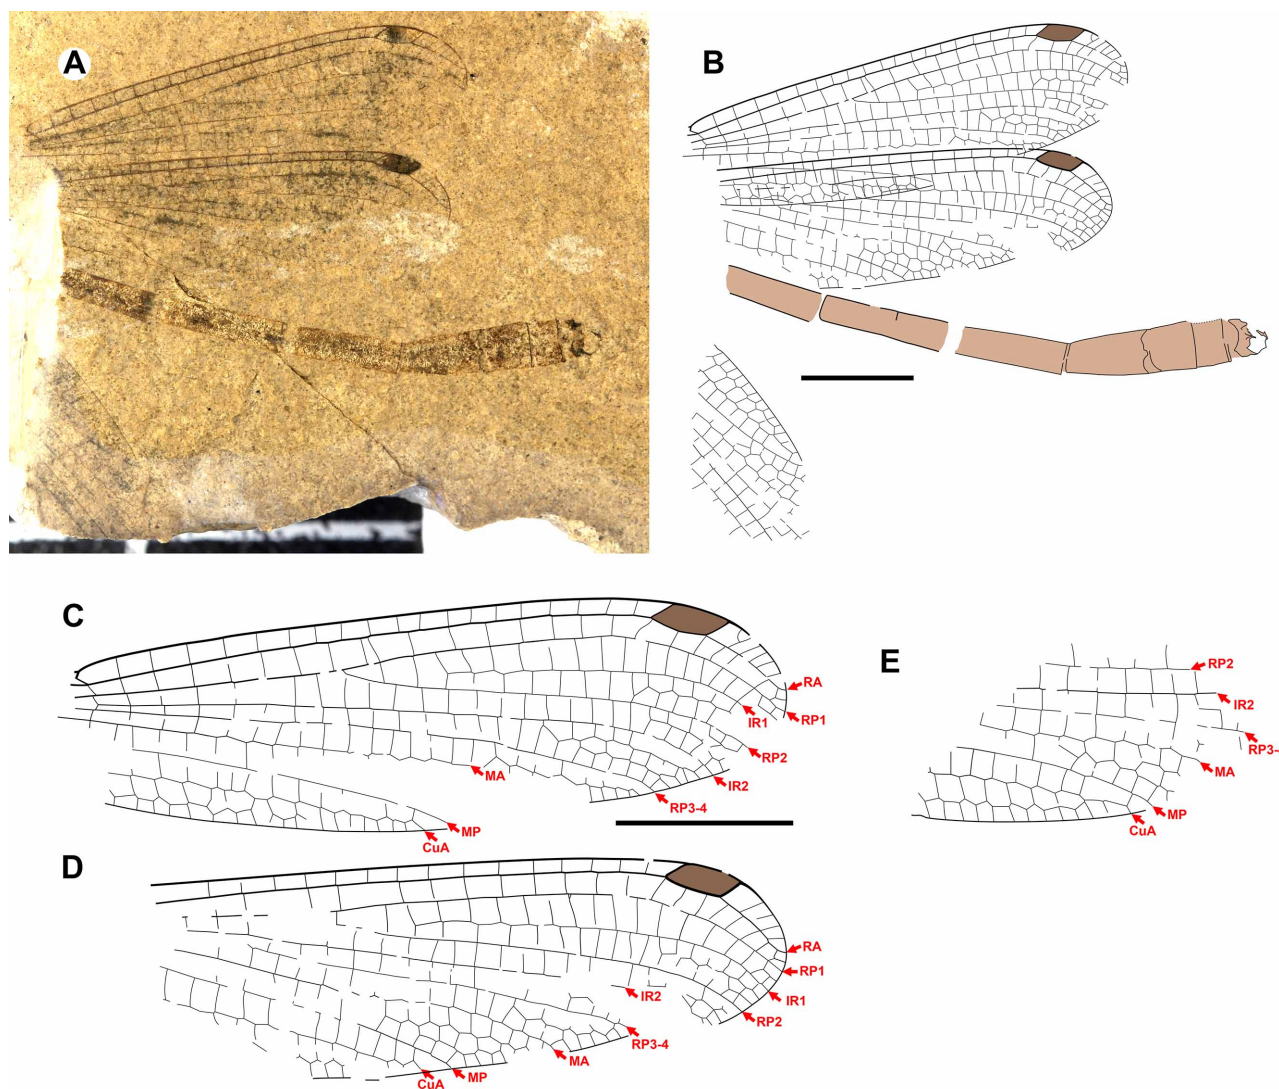 A
B
C
RA
RP1
IR1
RP2
IR2
RP3-4
MA
MP
CuA
E
RP2
IR2
RP3-
MA
MP
CuA
D
RA
RP1
IR1
RP2
IR2
RP3-4
MA
MP
CuA